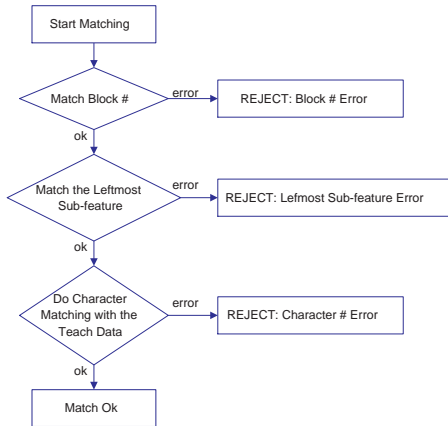 Start Matching
Match Block #
error
REJECT: Block # Error
ok
Match the Leftmost
Sub-feature
error
REJECT: Lefmost Sub-feature Error
ok
Do Character
Matching with the
Teach Data
error
REJECT: Character # Error
ok
Match Ok